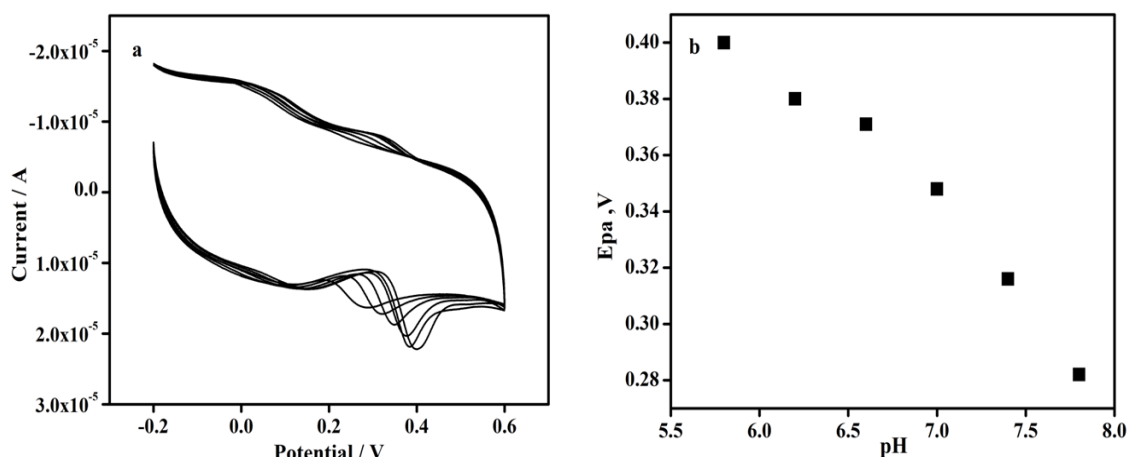 a
-2.0x10⁻⁵
-1.0x10⁻⁵
0.0
1.0x10⁻⁵
2.0x10⁻⁵
3.0x10⁻⁵
Current / A
-0.2 0.0 0.2 0.4 0.6
Potential / V
b
0.40
0.38
0.36
0.34
0.32
0.30
0.28
Epa ,V
5.5 6.0 6.5 7.0 7.5 8.0
pH